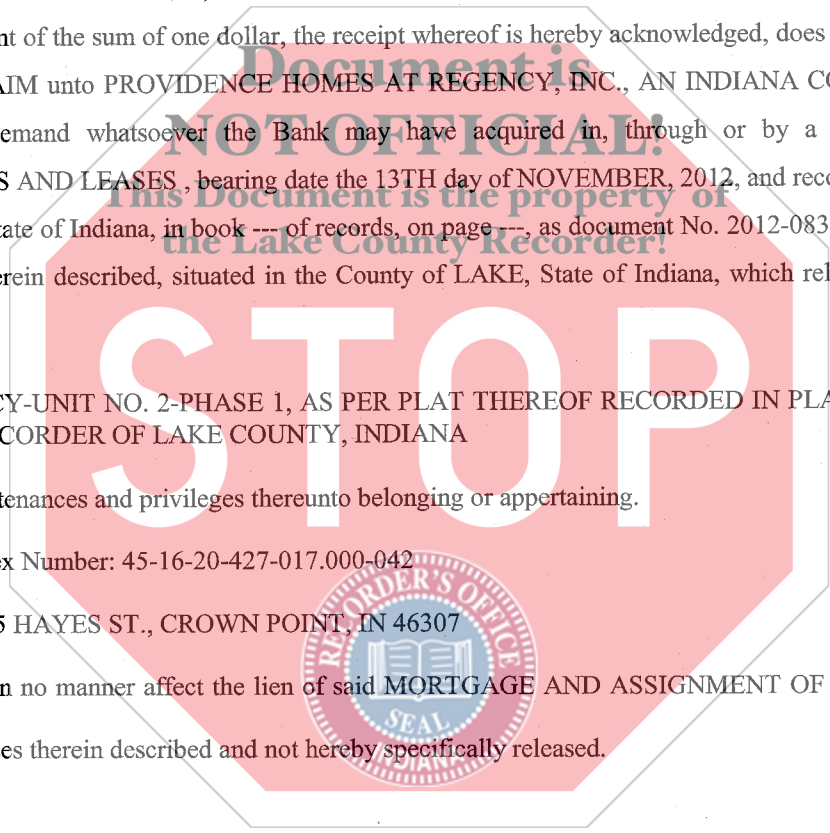 nt of the sum of one dollar, the receipt whereof is hereby acknowledged, does
Document is
AIM unto PROVIDENCE HOMES AT REGENCY, INC., AN INDIANA CO
NOT OFFICIAL!
emand whatsoever the Bank may have acquired in, through or by a
S AND LEASES , bearing date the 13TH day of NOVEMBER, 2012, and reco
This Document is the property of
tate of Indiana, in book --- of records, on page ---, as document No. 2012-083
the Lake County Recorder!
erein described, situated in the County of LAKE, State of Indiana, which rel
STOP
CY-UNIT NO. 2-PHASE 1, AS PER PLAT THEREOF RECORDED IN PLA
CORDER OF LAKE COUNTY, INDIANA
tenances and privileges thereunto belonging or appertaining.
ex Number: 45-16-20-427-017.000-042
5 HAYES ST., CROWN POINT, IN 46307
RECORDER'S OFFICE
n no manner affect the lien of said MORTGAGE AND ASSIGNMENT OF
SEAL
es therein described and not hereby specifically released.
INDIANA